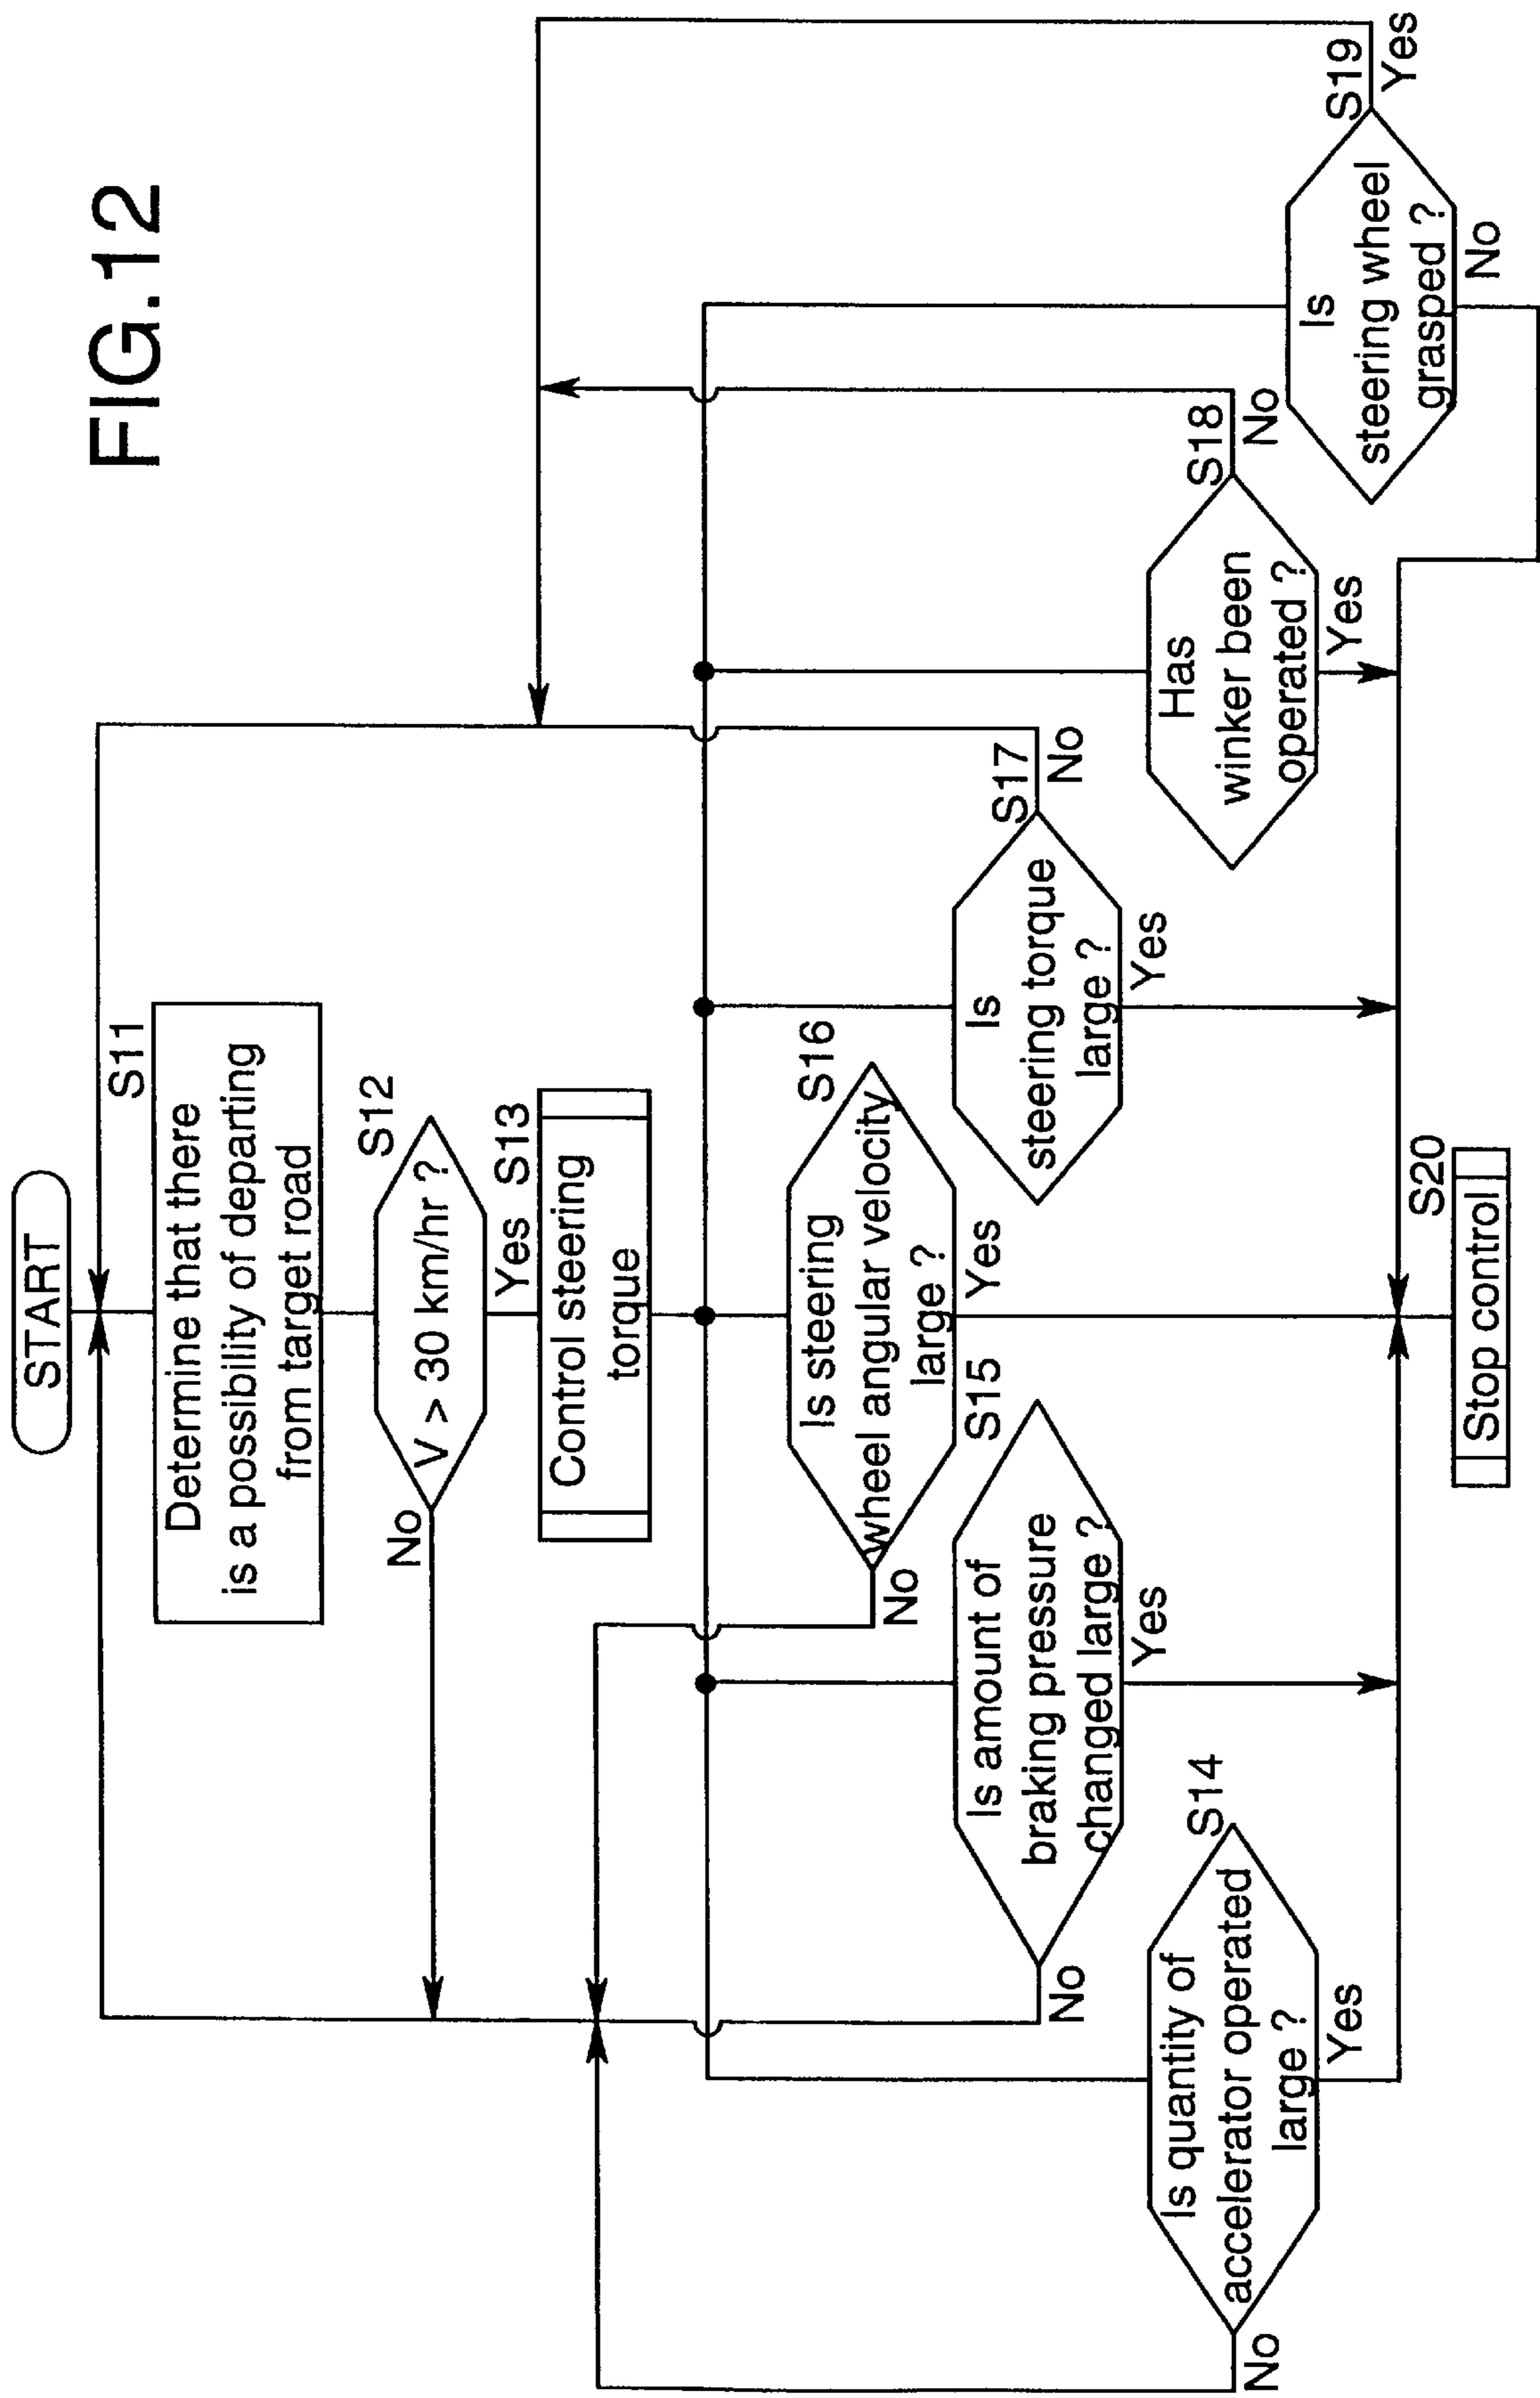 FIG.12
START
S11
Determine that there
is a possibility of departing
from target road
S12
V > 30 km/hr ?
No
Yes
S13
Control steering
torque
S16
Is steering
wheel angular velocity
large ?
No
Yes
S15
Is amount of
braking pressure
changed large ?
No
Yes
S17
Is
steering torque
large ?
No
Yes
S14
Is quantity of
accelerator operated
large ?
No
Yes
S18
Has
winker been
operated ?
No
Yes
S19
Is
steering wheel
grasped ?
Yes
No
S20
Stop control